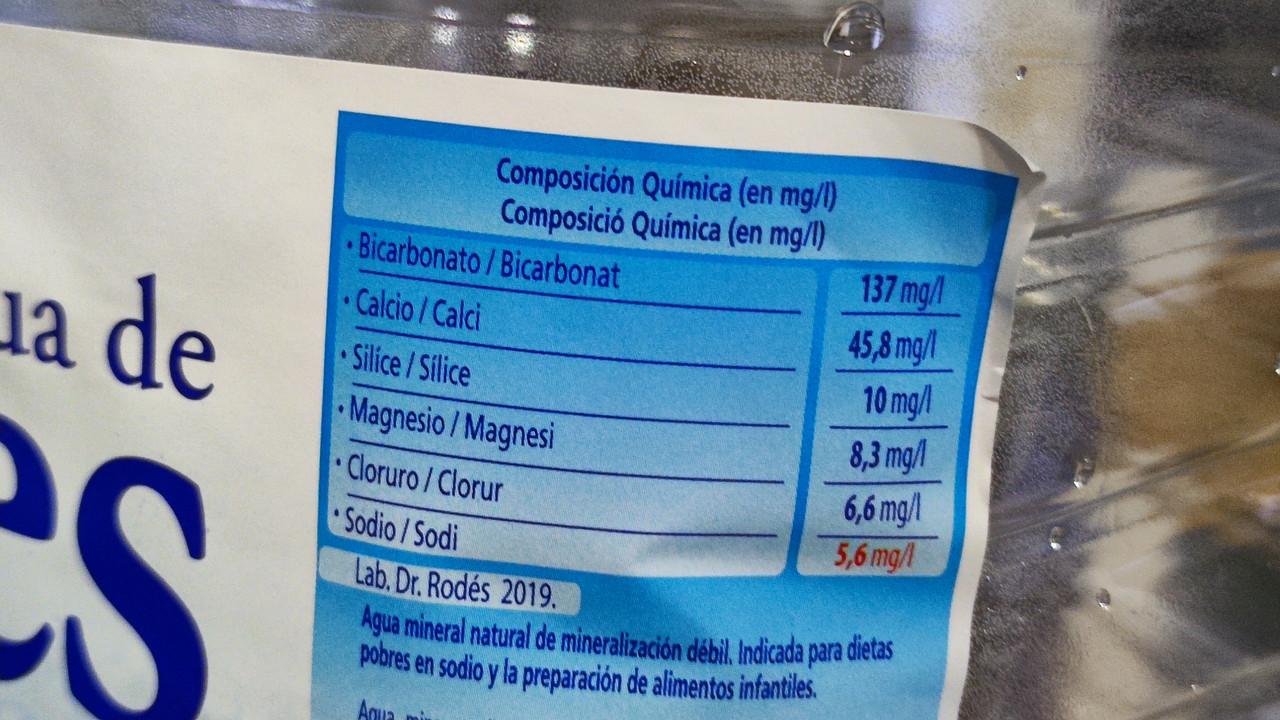 Composición Química (en mg/l)
Composició Química (en mg/l)
· Bicarbonato / Bicarbonat 137 mg/l
· Calcio / Calci 45,8 mg/l
· Silíce / Sílice 10 mg/l
· Magnesio / Magnesi 8,3 mg/l
· Cloruro / Clorur 6,6 mg/l
· Sodio / Sodi 5,6 mg/l
Lab. Dr. Rodés 2019.
Agua mineral natural de mineralización débil. Indicada para dietas
pobres en sodio y la preparación de alimentos infantiles.
Aqua
de